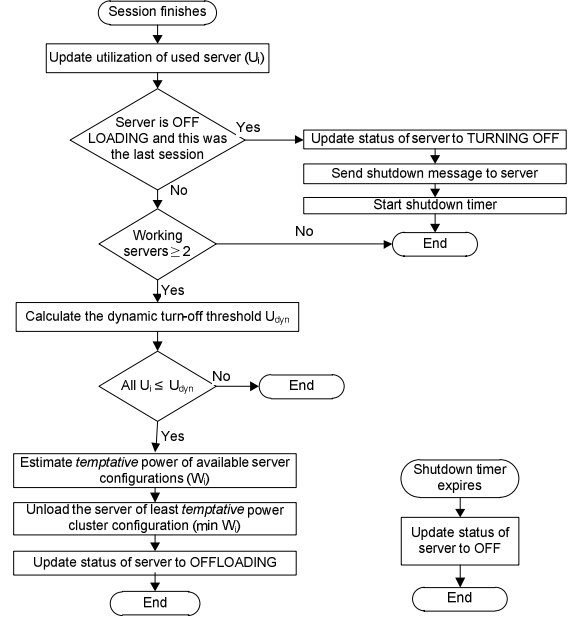 Session finishes
Update utilization of used server (Ui)
Server is OFF
LOADING and this was
the last session
Yes
Update status of server to TURNING OFF
Send shutdown message to server
Start shutdown timer
End
No
Working
servers ≥ 2
No
Yes
Calculate the dynamic turn-off threshold Udyn
All Ui ≤ Udyn
No
End
Yes
Estimate temptative power of available server
configurations (Wi)
Unload the server of least temptative power
cluster configuration (min Wi)
Update status of server to OFFLOADING
End
Shutdown timer
expires
Update status of
server to OFF
End